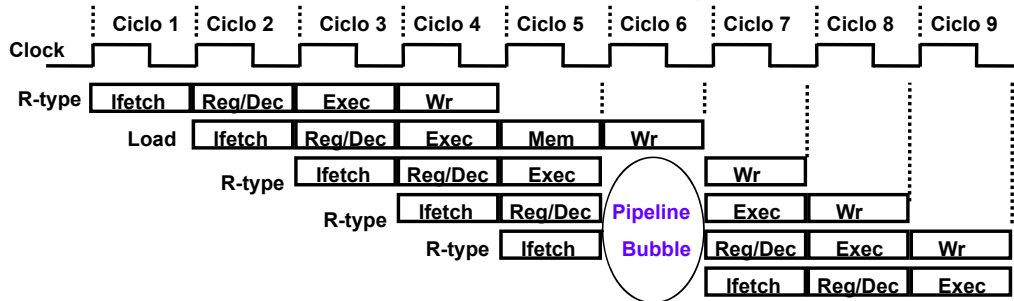 Ciclo 1 Ciclo 2 Ciclo 3 Ciclo 4 Ciclo 5 Ciclo 6 Ciclo 7 Ciclo 8 Ciclo 9
Clock
R-type Ifetch Reg/Dec Exec Wr
Load Ifetch Reg/Dec Exec Mem Wr
R-type Ifetch Reg/Dec Exec Wr
R-type Ifetch Reg/Dec Pipeline Exec Wr
R-type Ifetch Bubble Reg/Dec Exec Wr
Ifetch Reg/Dec Exec